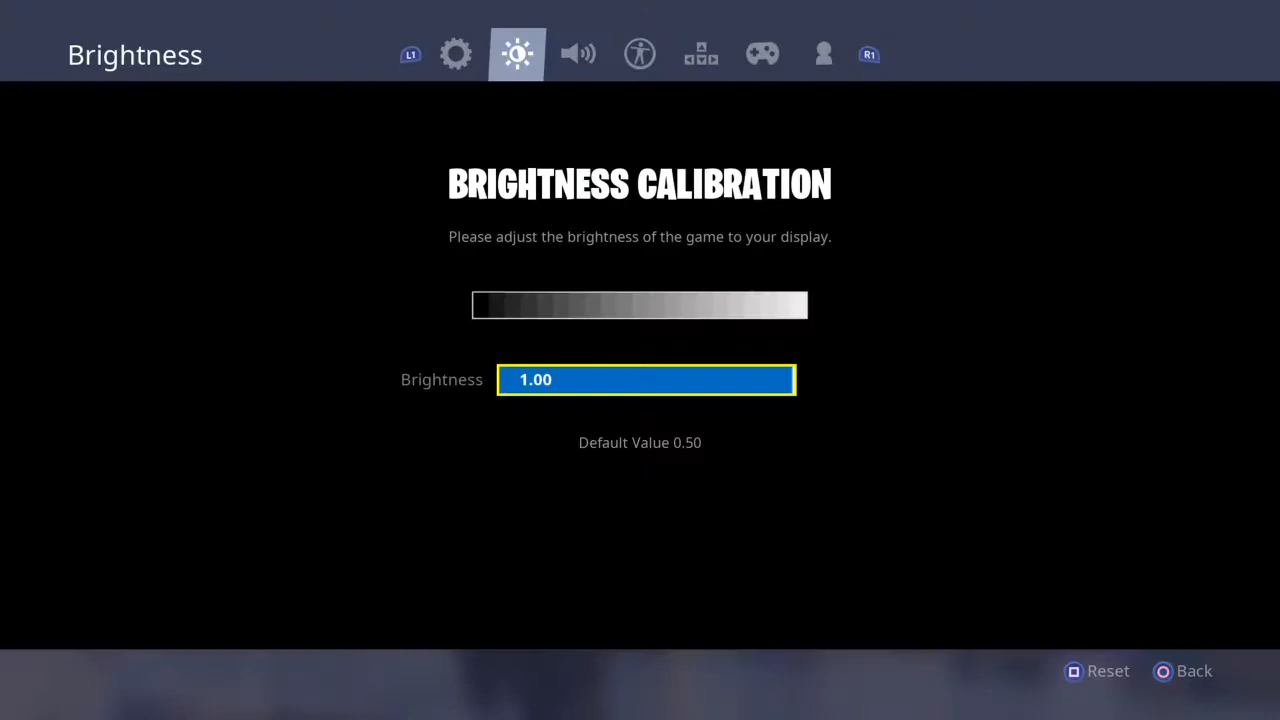 Brightness
L1
R1
BRIGHTNESS CALIBRATION
Please adjust the brightness of the game to your display.
Brightness 1.00
Default Value 0.50
Reset Back